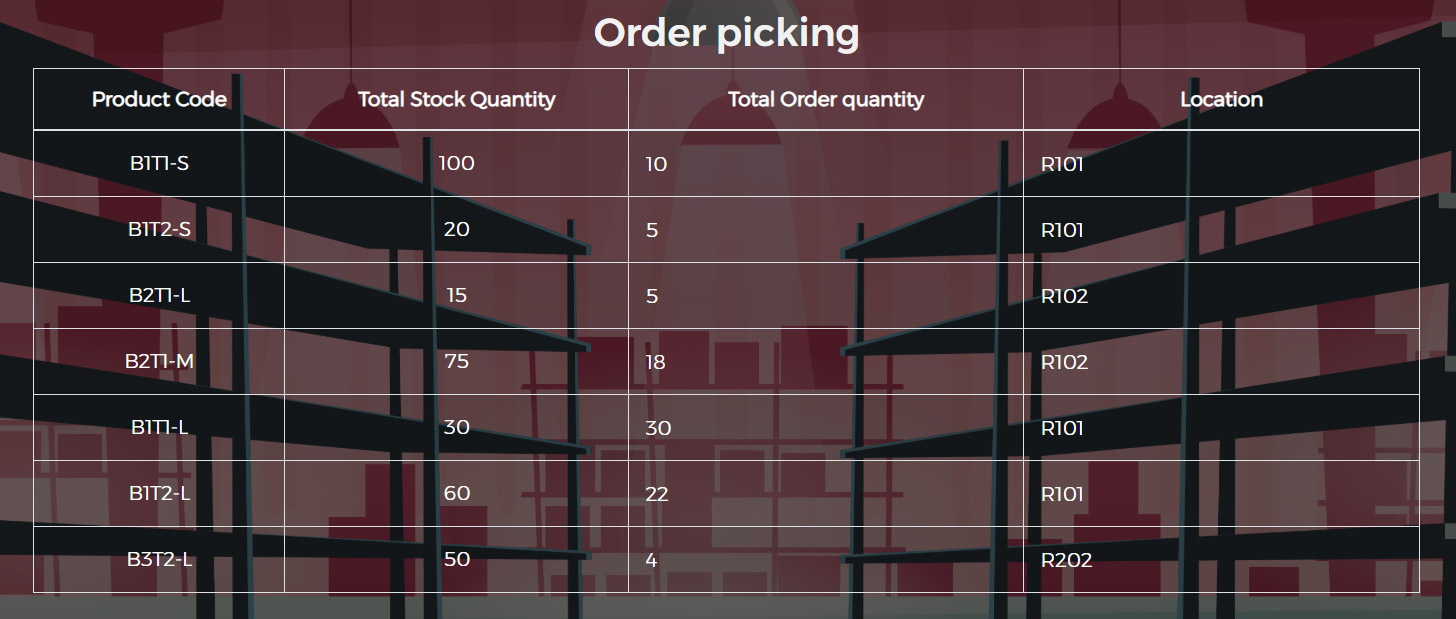 Order picking
Product Code Total Stock Quantity Total Order quantity Location
B1T1-S 100 10 R101
B1T2-S 20 5 R101
B2T1-L 15 5 R102
B2T1-M 75 18 R102
B1T1-L 30 30 R101
B1T2-L 60 22 R101
B3T2-L 50 4 R202